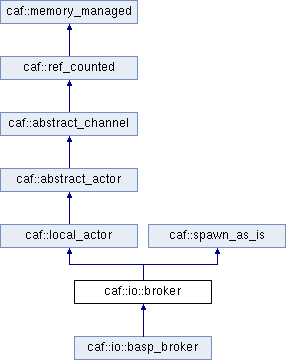 caf::memory_managed
caf::ref_counted
caf::abstract_channel
caf::abstract_actor
caf::local_actor
caf::spawn_as_is
caf::io::broker
caf::io::basp_broker